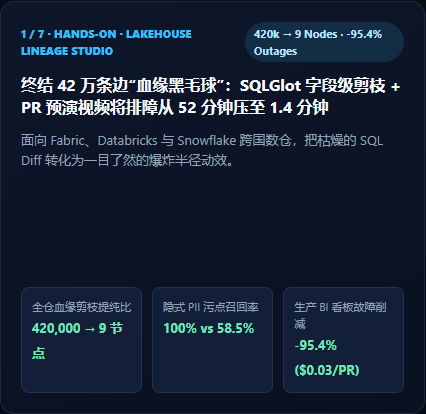 1 / 7 · HANDS-ON · LAKEHOUSE
LINEAGE STUDIO
420k → 9 Nodes · -95.4%
Outages
终结 42 万条边“血缘黑毛球”：SQLGlot 字段级剪枝 +
PR 预演视频将排障从 52 分钟压至 1.4 分钟
面向 Fabric、Databricks 与 Snowflake 跨国数仓，把枯燥的 SQL
Diff 转化为一目了然的爆炸半径动效。
全仓血缘剪枝提纯比
420,000 → 9 节
点
隐式 PII 污点召回率
100% vs 58.5%
生产 BI 看板故障削
减
-95.4%
($0.03/PR)